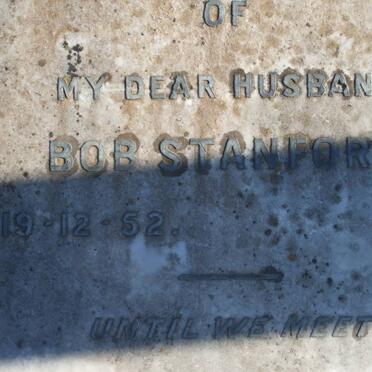 OF
MY DEAR HUSBAN
BOB STANFOR
19-12-52.
UNTIL WE MEET